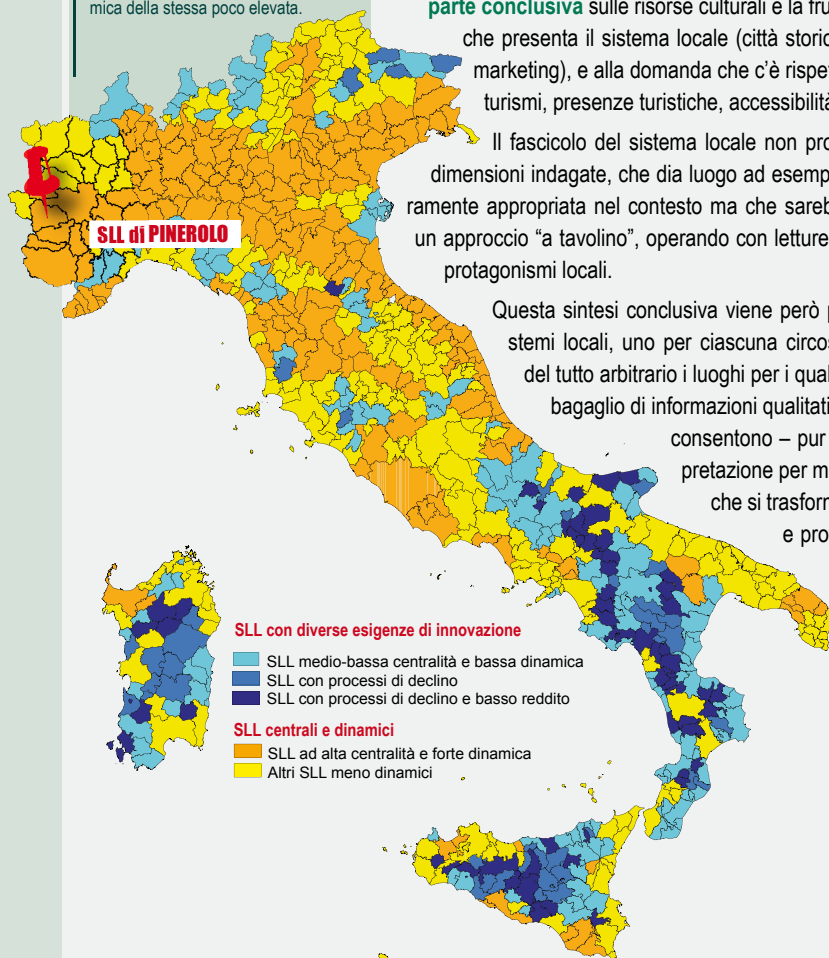 mica della stessa poco elevata.
parte conclusiva sulle risorse culturali e la fru
che presenta il sistema locale (città storic
marketing), e alla domanda che c'è rispe
turismi, presenze turistiche, accessibilità
Il fascicolo del sistema locale non pro
dimensioni indagate, che dia luogo ad esemp
ramente appropriata nel contesto ma che sareb
un approccio “a tavolino”, operando con letture
protagonismi locali.
Questa sintesi conclusiva viene però p
stemi locali, uno per ciascuna circos
del tutto arbitrario i luoghi per i qual
bagaglio di informazioni qualitati
consentono – pur
pretazione per m
che si trasforn
e pro
SLL di PINEROLO
SLL con diverse esigenze di innovazione
SLL medio-bassa centralità e bassa dinamica
SLL con processi di declino
SLL con processi di declino e basso reddito
SLL centrali e dinamici
SLL ad alta centralità e forte dinamica
Altri SLL meno dinamici